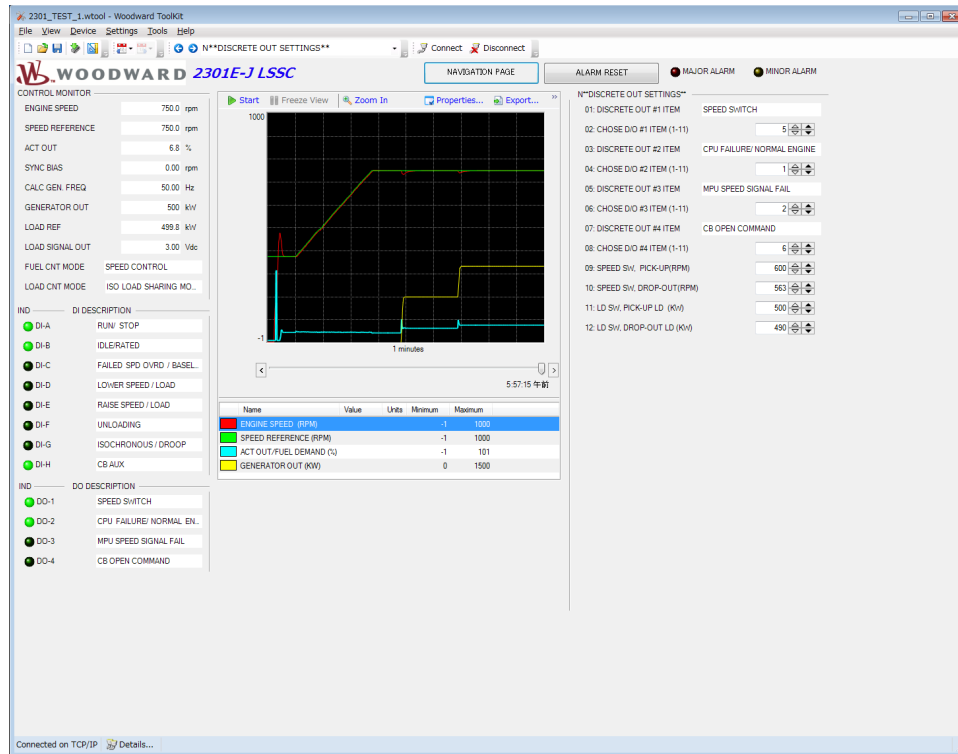 2301_TEST_1.wtool - Woodward ToolKit
File View Device Settings Tools Help
N**DISCRETE OUT SETTINGS** Connect Disconnect
WOODWARD 2301E-J LSSC NAVIGATION PAGE ALARM RESET MAJOR ALARM MINOR ALARM
CONTROL MONITOR
ENGINE SPEED 750.0 rpm
SPEED REFERENCE 750.0 rpm
ACT OUT 6.8 %
SYNC BIAS 0.00 rpm
CALC GEN. FREQ 50.00 Hz
GENERATOR OUT 500 kW
LOAD REF 499.8 kW
LOAD SIGNAL OUT 3.00 Vdc
FUEL CNT MODE SPEED CONTROL
LOAD CNT MODE ISO LOAD SHARING MO...
IND DI DESCRIPTION
DI-A RUN/ STOP
DI-B IDLE/RATED
DI-C FAILED SPD OVRD / BASEL...
DI-D LOWER SPEED / LOAD
DI-E RAISE SPEED / LOAD
DI-F UNLOADING
DI-G ISOCHRONOUS / DROOP
DI-H CB AUX
IND DO DESCRIPTION
DO-1 SPEED SWITCH
DO-2 CPU FAILURE/ NORMAL EN...
DO-3 MPU SPEED SIGNAL FAIL
DO-4 CB OPEN COMMAND
Start Freeze View Zoom In Properties... Export... »
1000
-1
1 minutes
5:57:15 午前
Name Value Units Minimum Maximum
ENGINE SPEED (RPM) -1 1000
SPEED REFERENCE (RPM) -1 1000
ACT OUT/FUEL DEMAND (%) -1 101
GENERATOR OUT (KW) 0 1500
N**DISCRETE OUT SETTINGS**
01: DISCRETE OUT #1 ITEM SPEED SWITCH
02: CHOSE D/O #1 ITEM (1-11) 5
03: DISCRETE OUT #2 ITEM CPU FAILURE/ NORMAL ENGINE
04: CHOSE D/O #2 ITEM (1-11) 1
05: DISCRETE OUT #3 ITEM MPU SPEED SIGNAL FAIL
06: CHOSE D/O #3 ITEM (1-11) 2
07: DISCRETE OUT #4 ITEM CB OPEN COMMAND
08: CHOSE D/O #4 ITEM (1-11) 6
09: SPEED SW, PICK-UP(RPM) 600
10: SPEED SW, DROP-OUT(RPM) 563
11: LD SW, PICK-UP LD (KW) 500
12: LD SW, DROP-OUT LD (KW) 490
Connected on TCP/IP Details...